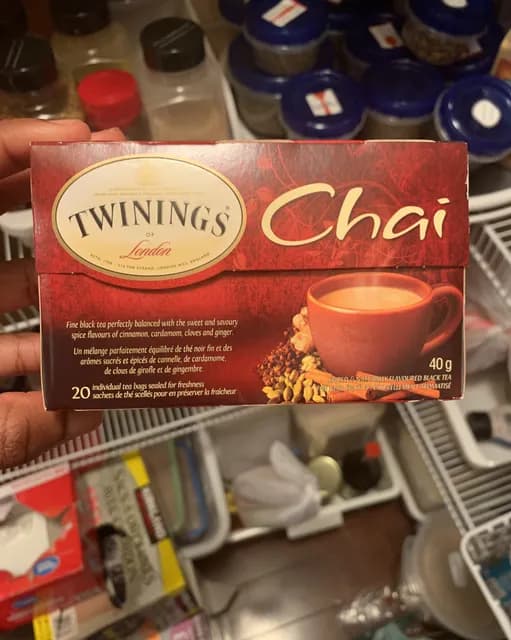 TWININGS®
OF
London
Chai
Fine black tea perfectly balanced with the sweet and savoury
spice flavours of cinnamon, cardamom, cloves and ginger.
Un mélange parfaitement équilibré de thé noir fin et des
arômes sucrés et épicés de cannelle, de cardamome,
de clous de girofle et de gingembre.
20 individual tea bags sealed for freshness
sachets de thé scellés pour en préserver la fraîcheur
40 g
FLAVOURED BLACK TEA